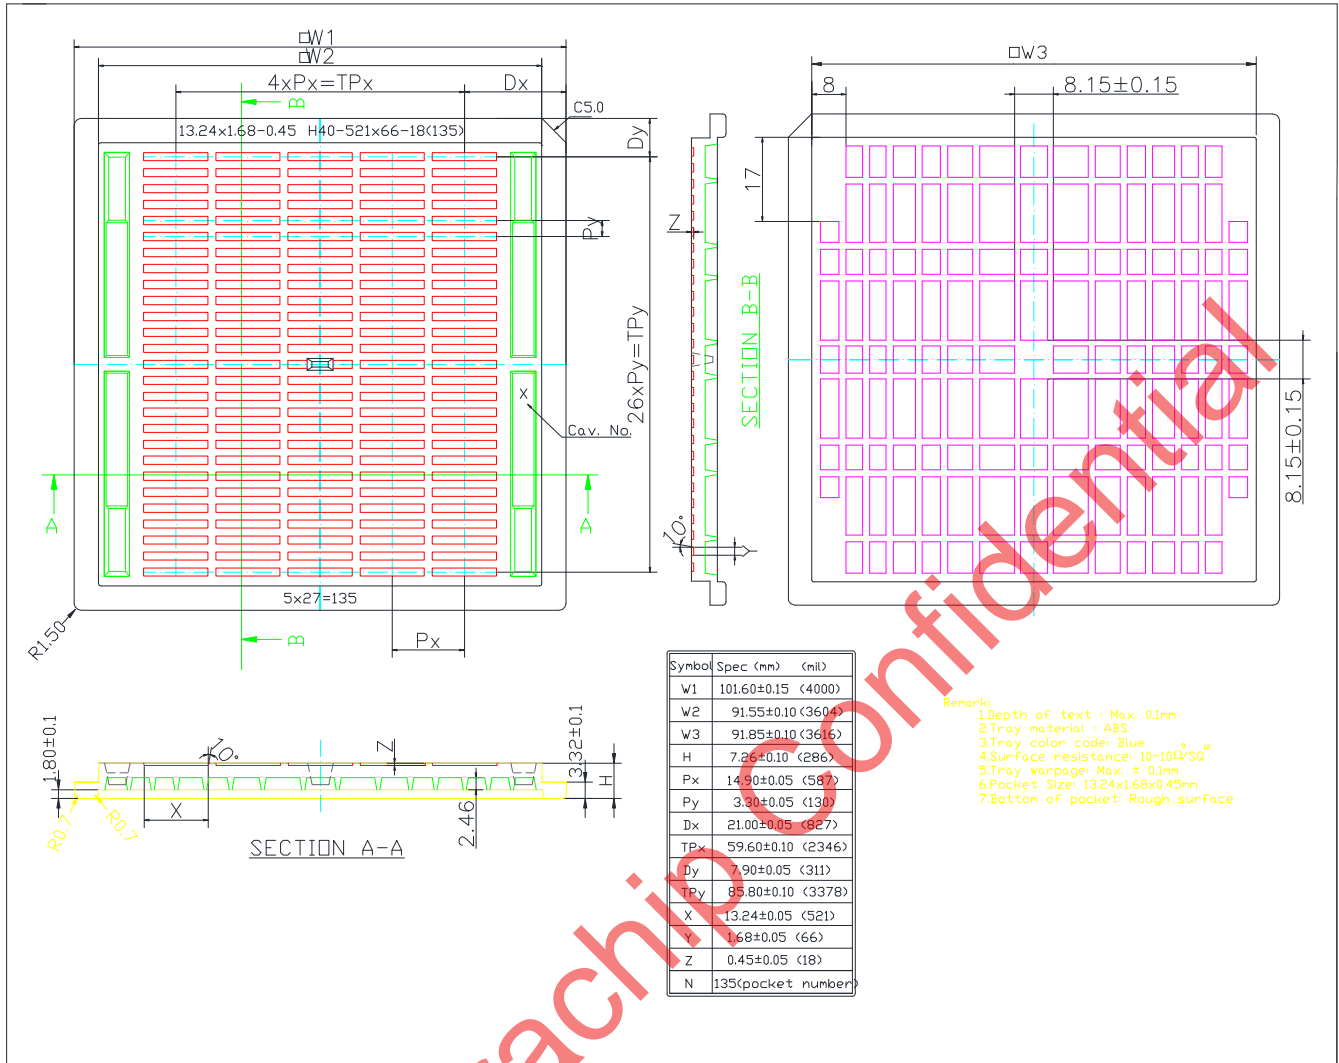 □W1
□W2
4xPx=TPx
Dx
B
C5.0
13.24x1.68-0.45 H40-521x66-18(135)
Dy
Py
26xPy=TPy
X
Cav. No.
A
A
5x27=135
R1.50
B
Px
Z
SECTION B-B
10°
Y
□W3
8
8.15±0.15
17
8.15±0.15
1.80±0.1
10°
Z
3.32±0.1
H
X
2.46
R0.7
R0.7
SECTION A-A
Symbol Spec (mm) (mil)
W1 101.60±0.15 (4000)
W2 91.55±0.10 (3604)
W3 91.85±0.10 (3616)
H 7.26±0.10 (286)
Px 14.90±0.05 (587)
Py 3.30±0.05 (130)
Dx 21.00±0.05 (827)
TPx 59.60±0.10 (2346)
Dy 7.90±0.05 (311)
TPy 85.80±0.10 (3378)
X 13.24±0.05 (521)
Y 1.68±0.05 (66)
Z 0.45±0.05 (18)
N 135(pocket number)
Remark:
1.Depth of text : Max. 0.1mm
2.Tray material : ABS
3.Tray color code: Blue
4.Surface resistance:
5.Tray warpage: Max. ± 0.1mm
6.Pocket Size: 13.24x1.68x0.45mm
7.Bottom of pocket: Rough surface
rachip Confidential